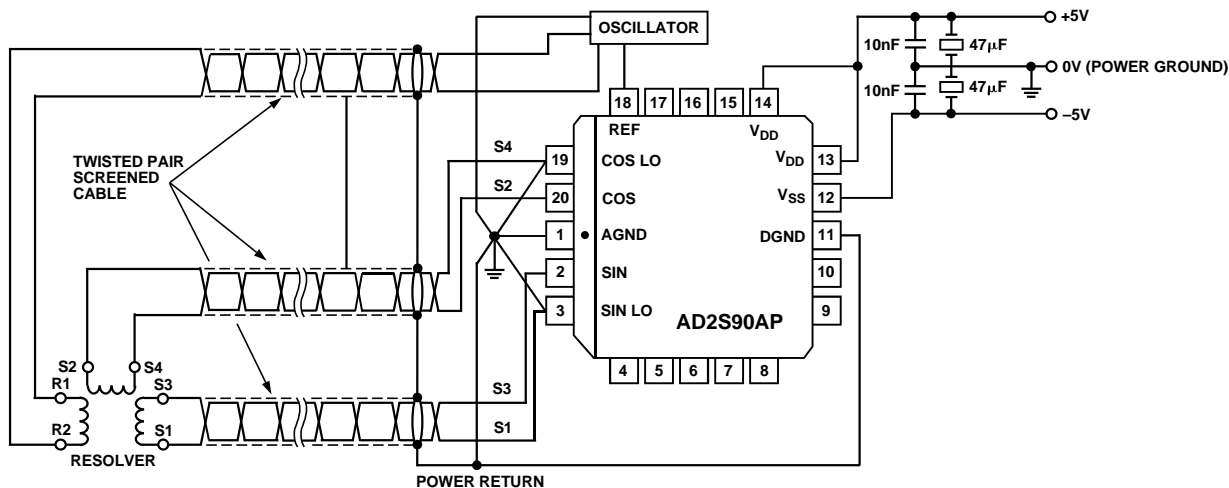 OSCILLATOR
+5V
10nF
47µF
0V (POWER GROUND)
10nF
47µF
–5V
18
17
16
15
14
REF
VDD
TWISTED PAIR
SCREENED
CABLE
S4
19
COS LO
VDD
13
S2
20
COS
VSS
12
1
AGND
DGND
11
2
SIN
10
3
SIN LO
9
AD2S90AP
4
5
6
7
8
S2
S4
R1
S3
S3
R2
S1
S1
RESOLVER
POWER RETURN